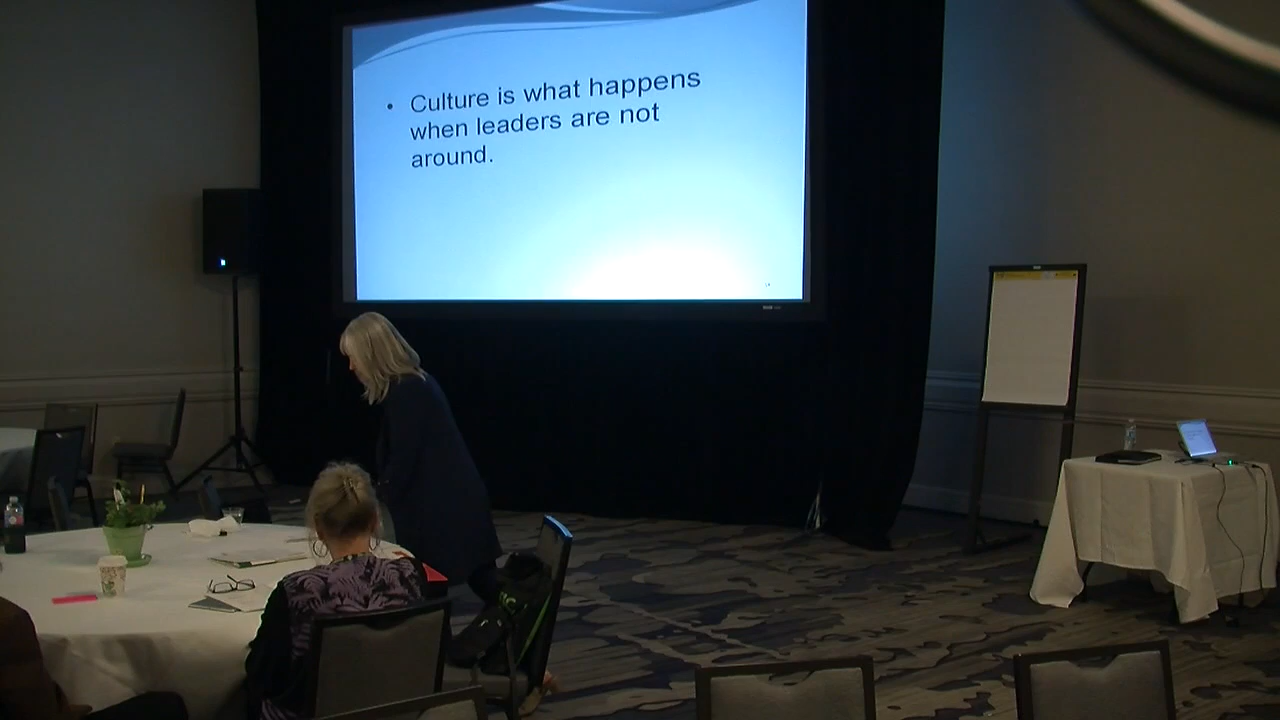 • Culture is what happens
when leaders are not
around.